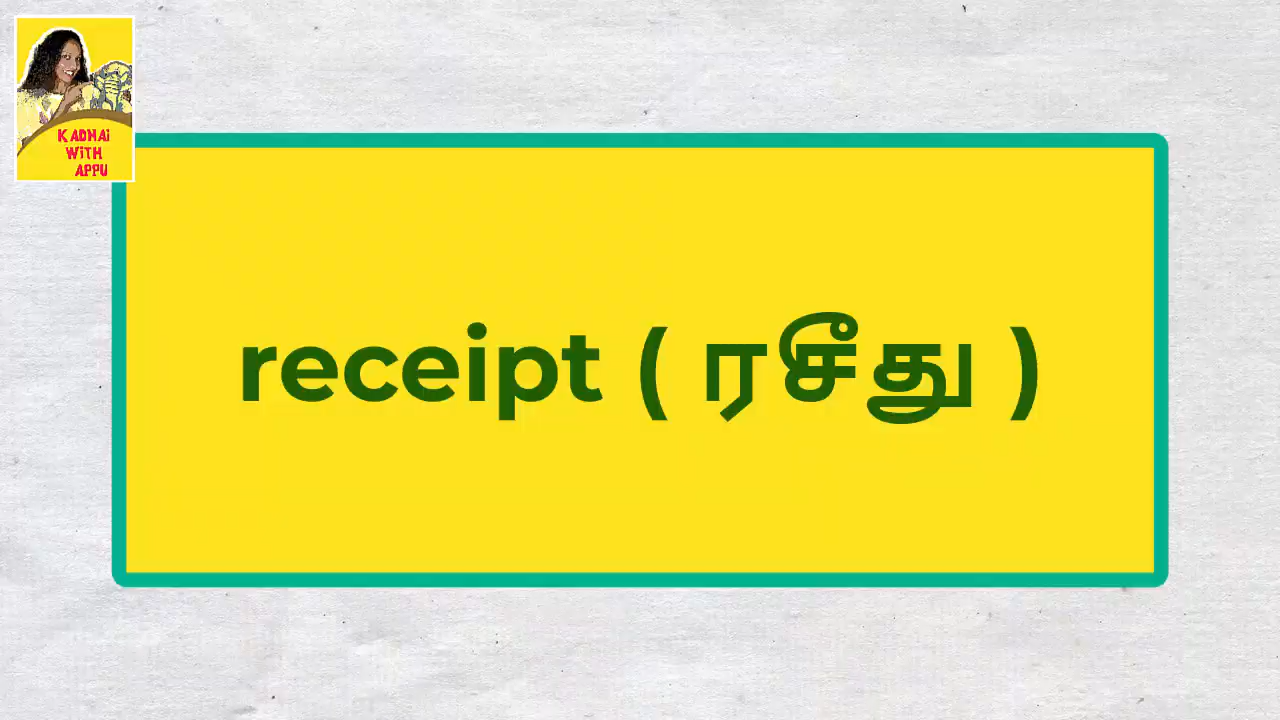 KADHAi
WiTH
APPU
receipt ( ரசீது )